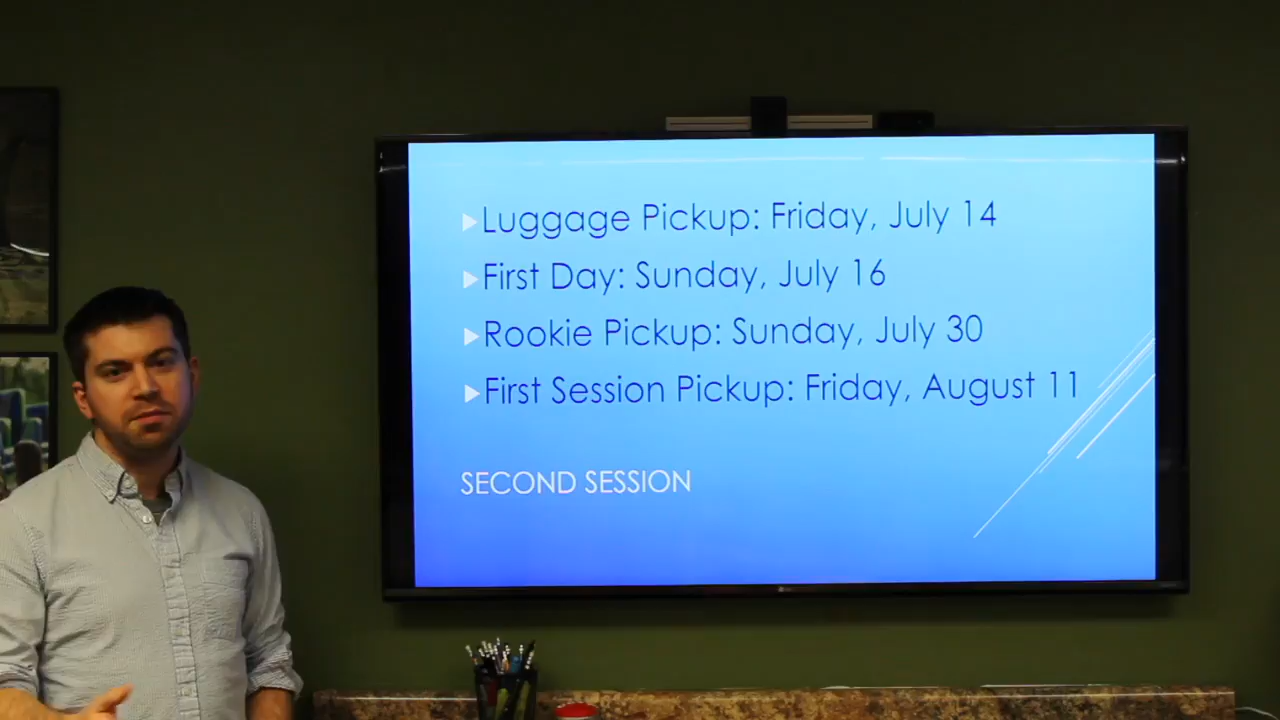 Luggage Pickup: Friday, July 14
First Day: Sunday, July 16
Rookie Pickup: Sunday, July 30
First Session Pickup: Friday, August 11
SECOND SESSION